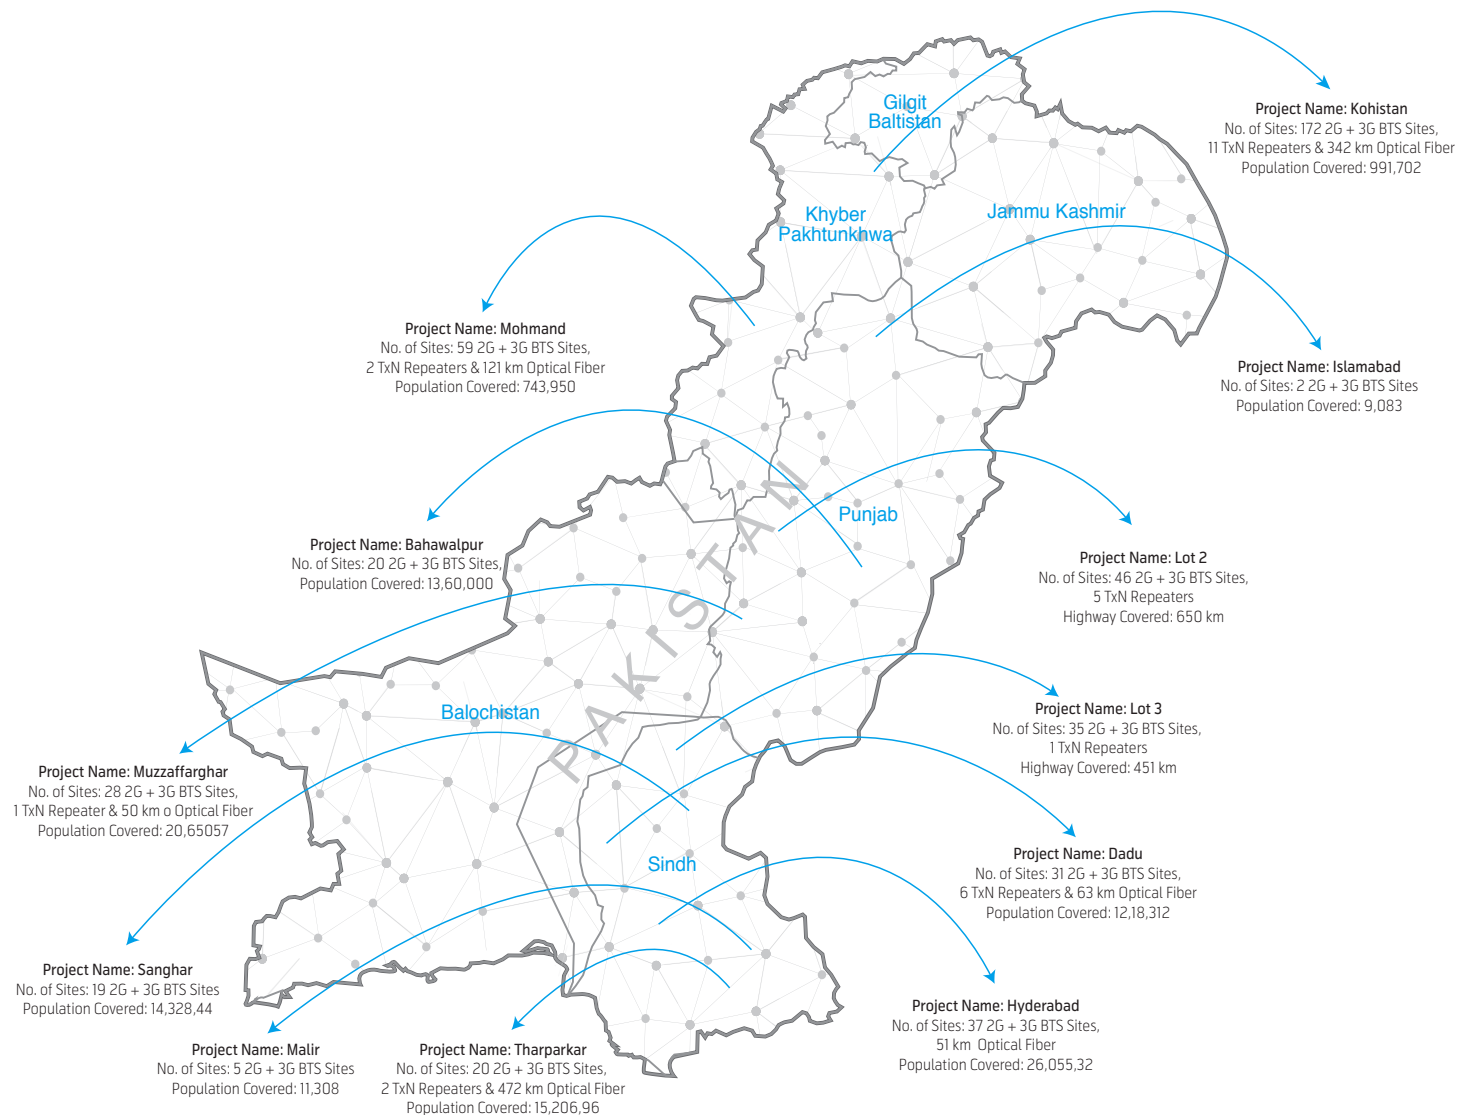 Gilgit
Baltistan
Khyber
Pakhtunkhwa
Jammu Kashmir
Punjab
Balochistan
Sindh
PAKISTAN
Project Name: Kohistan
No. of Sites: 172 2G + 3G BTS Sites,
11 TxN Repeaters & 342 km Optical Fiber
Population Covered: 991,702
Project Name: Mohmand
No. of Sites: 59 2G + 3G BTS Sites,
2 TxN Repeaters & 121 km Optical Fiber
Population Covered: 743,950
Project Name: Islamabad
No. of Sites: 2 2G + 3G BTS Sites
Population Covered: 9,083
Project Name: Bahawalpur
No. of Sites: 20 2G + 3G BTS Sites,
Population Covered: 13,60,000
Project Name: Lot 2
No. of Sites: 46 2G + 3G BTS Sites,
5 TxN Repeaters
Highway Covered: 650 km
Project Name: Lot 3
No. of Sites: 35 2G + 3G BTS Sites,
1 TxN Repeaters
Highway Covered: 451 km
Project Name: Muzzaffarghar
No. of Sites: 28 2G + 3G BTS Sites,
1 TxN Repeater & 50 km o Optical Fiber
Population Covered: 20,65057
Project Name: Dadu
No. of Sites: 31 2G + 3G BTS Sites,
6 TxN Repeaters & 63 km Optical Fiber
Population Covered: 12,18,312
Project Name: Sanghar
No. of Sites: 19 2G + 3G BTS Sites
Population Covered: 14,328,44
Project Name: Hyderabad
No. of Sites: 37 2G + 3G BTS Sites,
51 km Optical Fiber
Population Covered: 26,055,32
Project Name: Malir
No. of Sites: 5 2G + 3G BTS Sites
Population Covered: 11,308
Project Name: Tharparkar
No. of Sites: 20 2G + 3G BTS Sites,
2 TxN Repeaters & 472 km Optical Fiber
Population Covered: 15,206,96